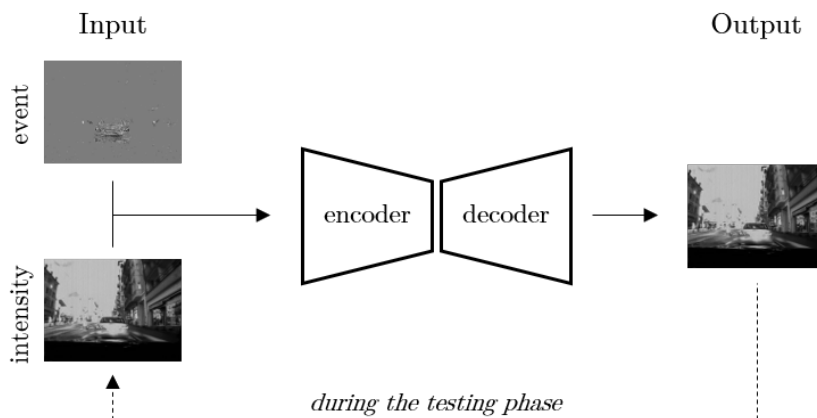 Input
Output
event
encoder
decoder
intensity
during the testing phase